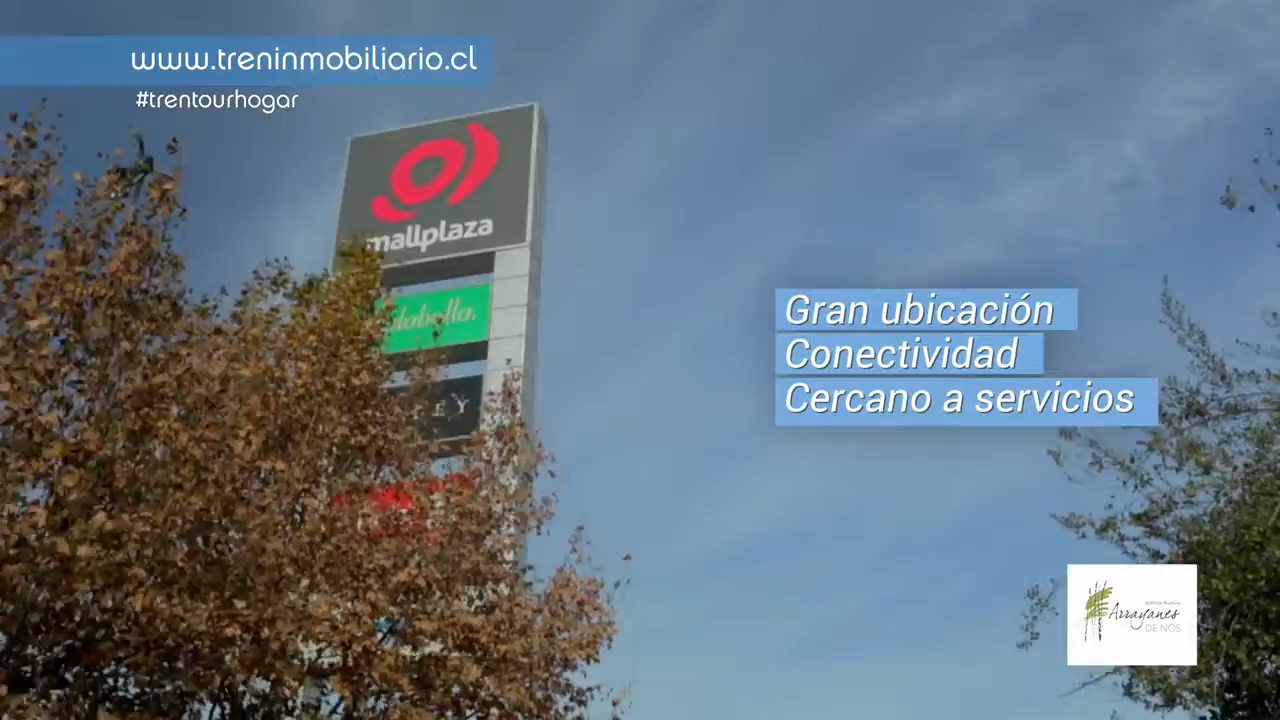 www.treninmobiliario.cl
#trentourhogar
mallplaza
Gran ubicación
Conectividad
Cercano a servicios
Arrayanes
DE NOS